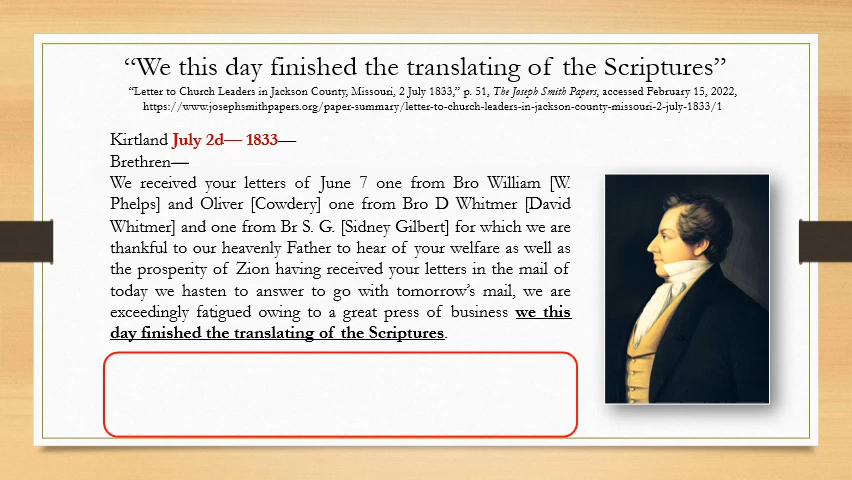 “We this day finished the translating of the Scriptures”
“Letter to Church Leaders in Jackson County, Missouri, 2 July 1833,” p. 51, The Joseph Smith Papers, accessed February 15, 2022,
https://www.josephsmithpapers.org/paper-summary/letter-to-church-leaders-in-jackson-county-missouri-2-july-1833/1
Kirtland July 2d— 1833—
Brethren—
We received your letters of June 7 one from Bro William [W.
Phelps] and Oliver [Cowdery] one from Bro D Whitmer [David
Whitmer] and one from Br S. G. [Sidney Gilbert] for which we are
thankful to our heavenly Father to hear of your welfare as well as
the prosperity of Zion having received your letters in the mail of
today we hasten to answer to go with tomorrow’s mail, we are
exceedingly fatigued owing to a great press of business we this
day finished the translating of the Scriptures.